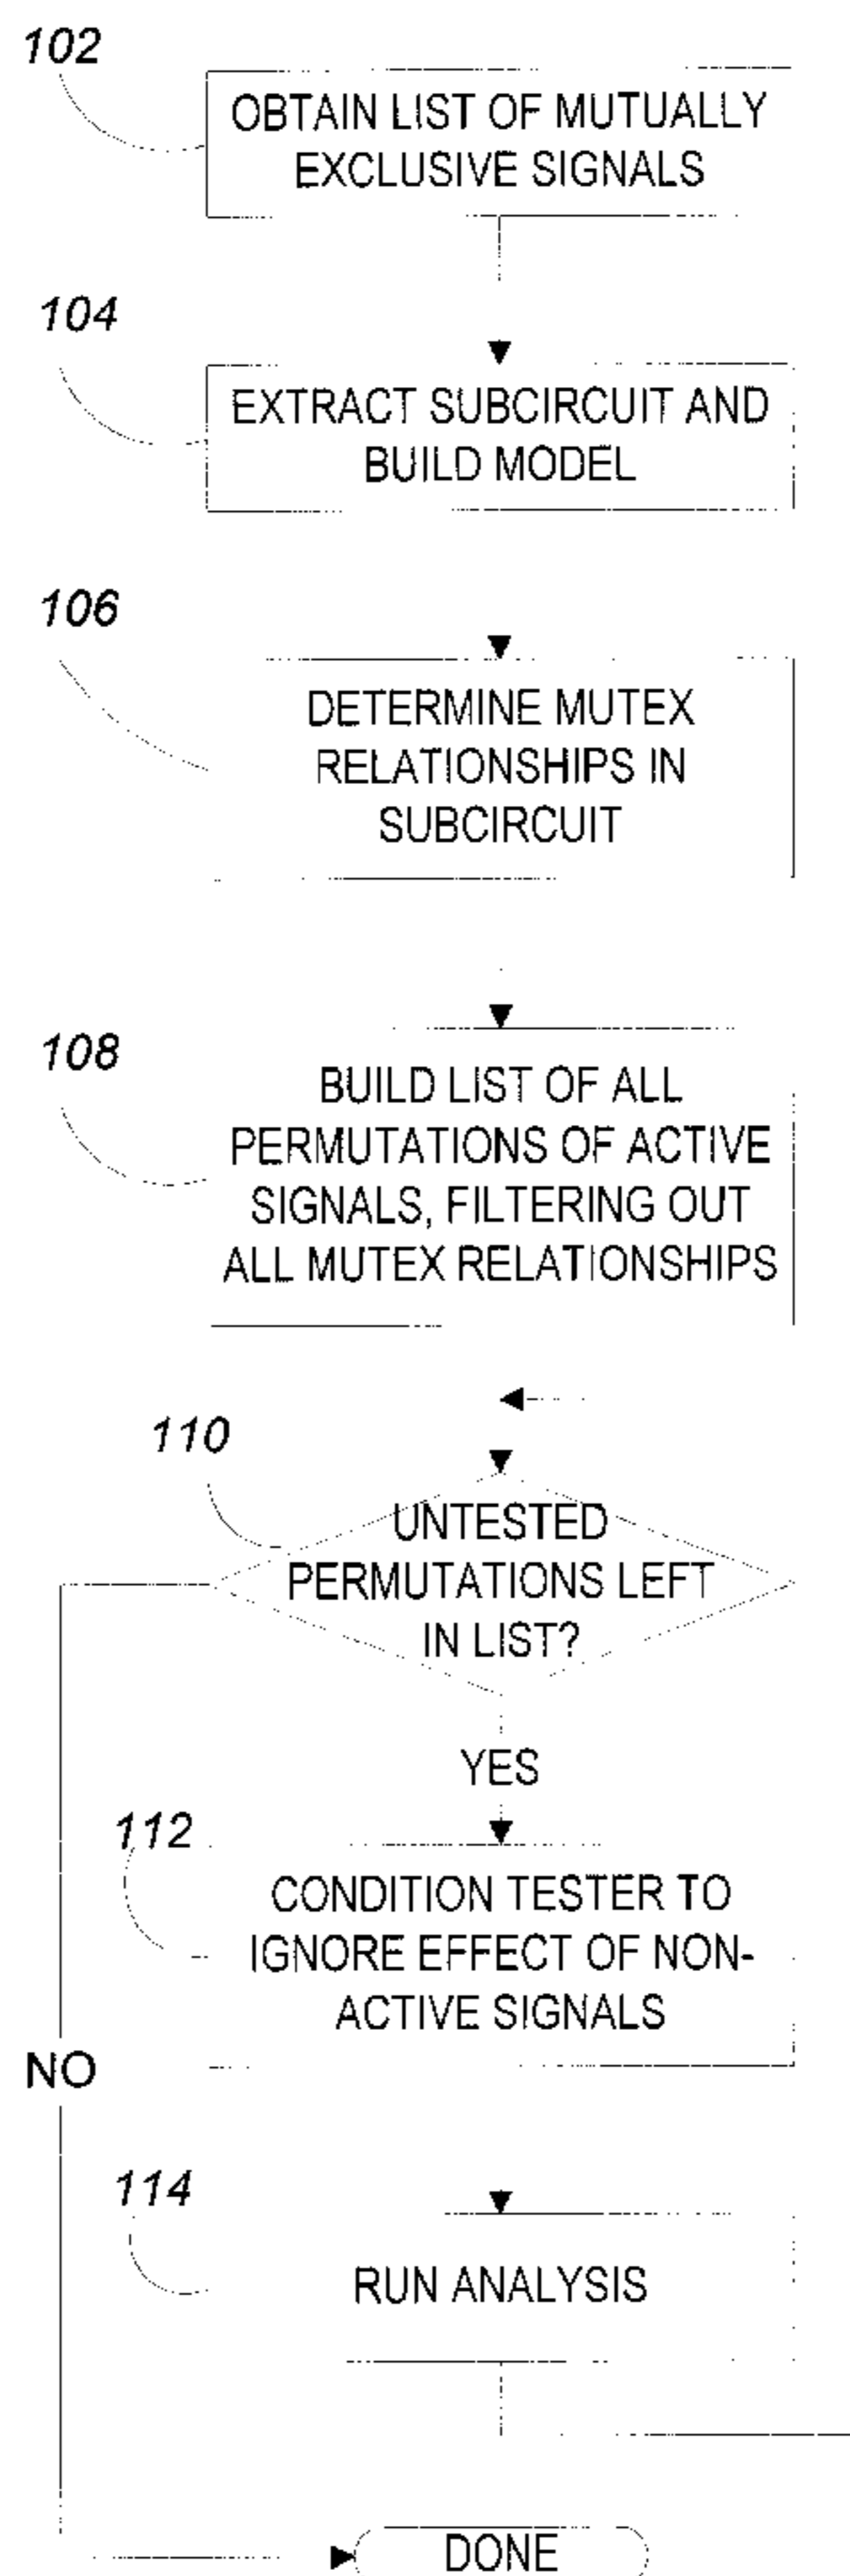 102
OBTAIN LIST OF MUTUALLY
EXCLUSIVE SIGNALS
104
EXTRACT SUBCIRCUIT AND
BUILD MODEL
106
DETERMINE MUTEX
RELATIONSHIPS IN
SUBCIRCUIT
108
BUILD LIST OF ALL
PERMUTATIONS OF ACTIVE
SIGNALS, FILTERING OUT
ALL MUTEX RELATIONSHIPS
110
UNTESTED
PERMUTATIONS LEFT
IN LIST?
YES
112
CONDITION TESTER TO
IGNORE EFFECT OF NON-
ACTIVE SIGNALS
NO
114
RUN ANALYSIS
DONE